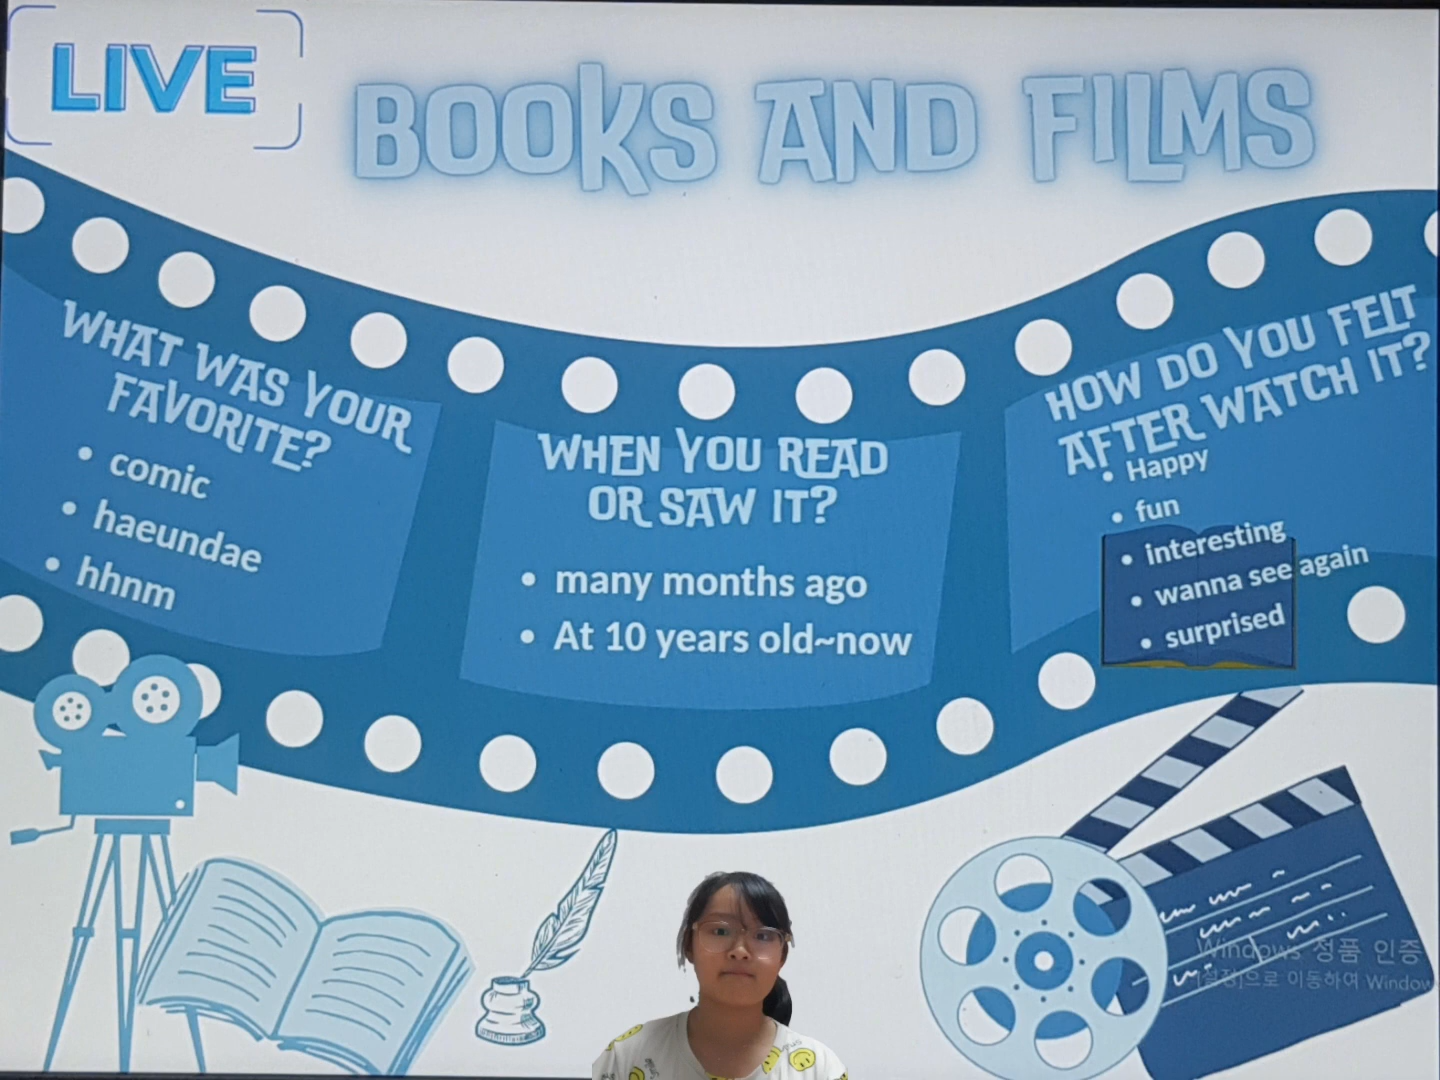 LIVE
BOOKS AND FILMS
WHAT WAS YOUR
FAVORITE?
• comic
• haeundae
• hhnm
WHEN YOU READ
OR SAW IT?
• many months ago
• At 10 years old~now
HOW DO YOU FELT
AFTER WATCH IT?
• Happy
• fun
• interesting
• wanna see again
• surprised
Windows 정품 인증
[설정]으로 이동하여 Window